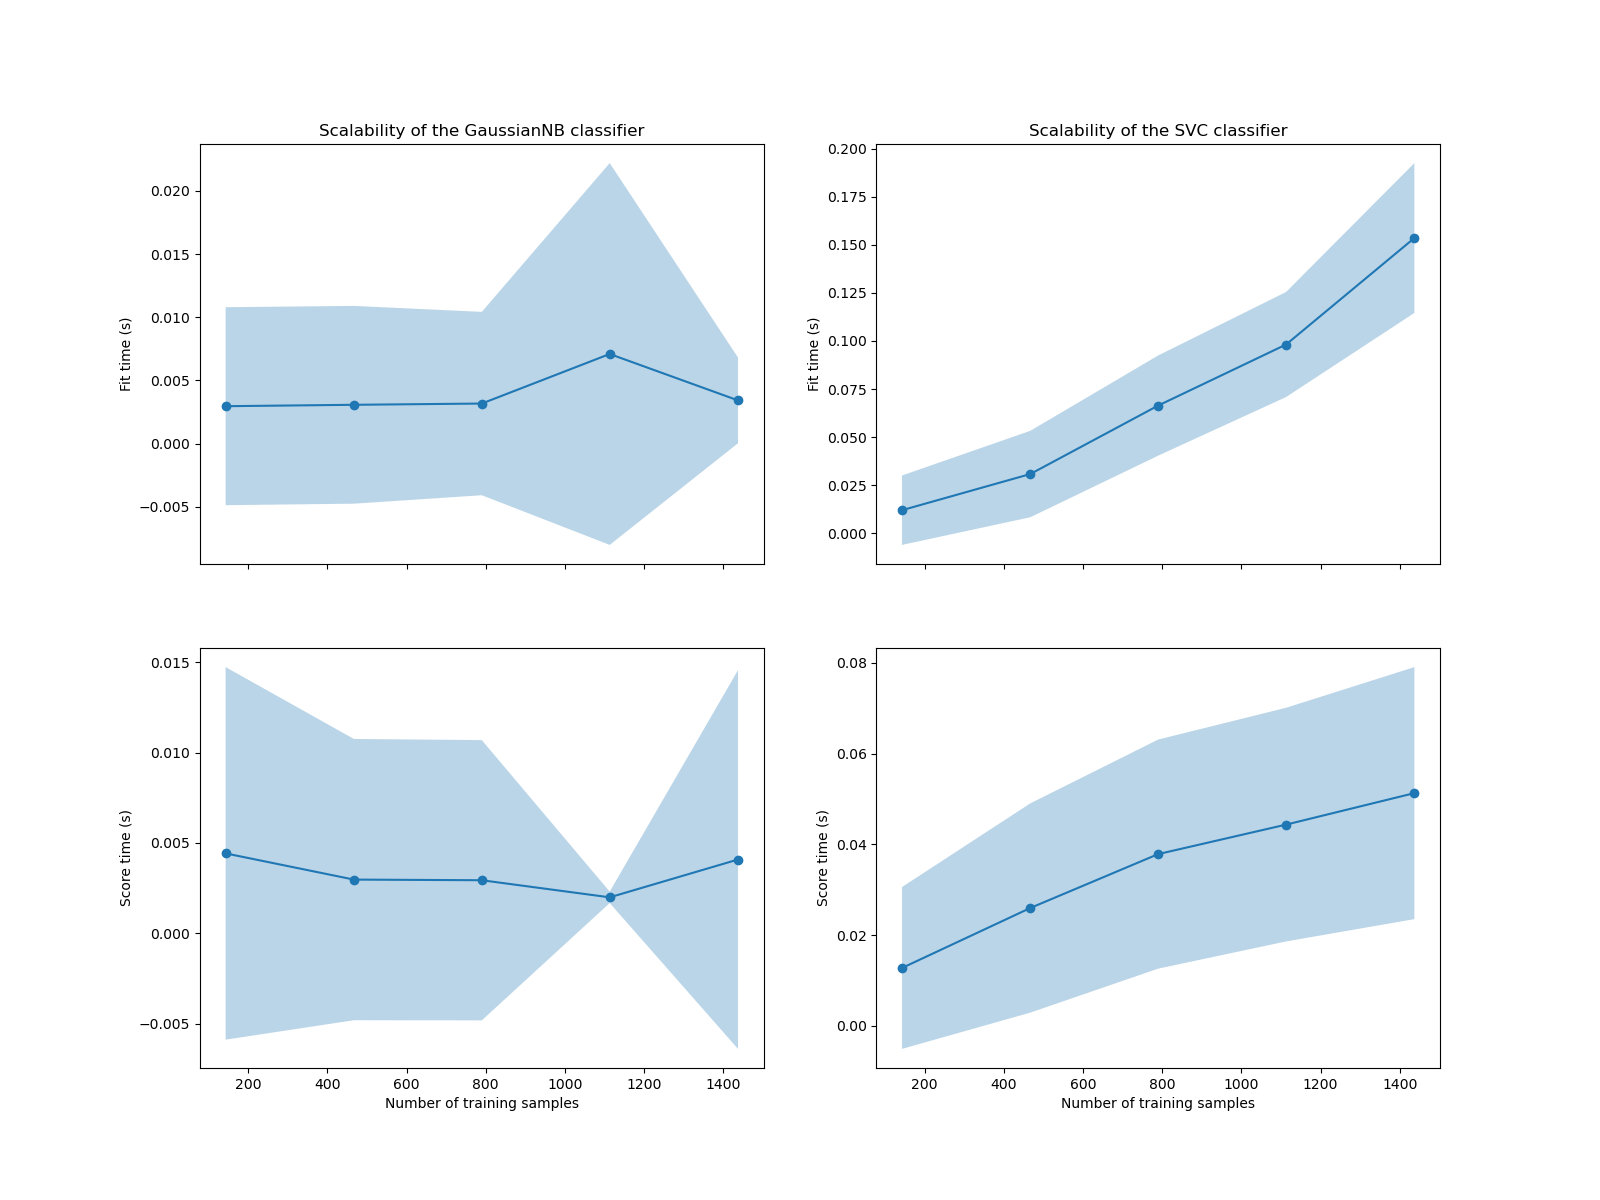 Scalability of the GaussianNB classifier
0.020
0.015
0.010
0.005
0.000
−0.005
Fit time (s)
Scalability of the SVC classifier
0.200
0.175
0.150
0.125
0.100
0.075
0.050
0.025
0.000
Fit time (s)
0.015
0.010
0.005
0.000
−0.005
Score time (s)
200 400 600 800 1000 1200 1400
Number of training samples
0.08
0.06
0.04
0.02
0.00
Score time (s)
200 400 600 800 1000 1200 1400
Number of training samples